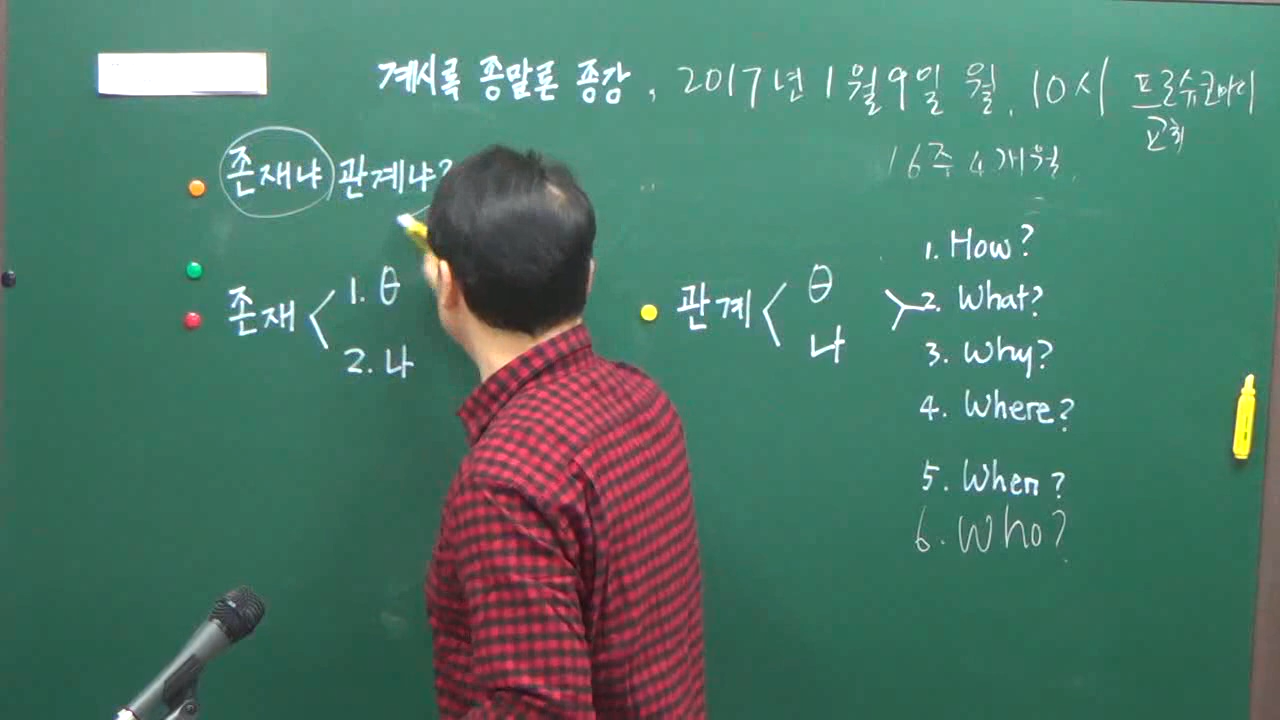 계시록 종말론 종강, 2017년 1월 9일 월. 10시 프로슈코마이
교회
16주 4개월.
존재냐 관계냐?
존재 < 1. θ
2. 나
관계 < θ
나
1. How?
2. What?
3. Why?
4. Where?
5. When?
6. Who?